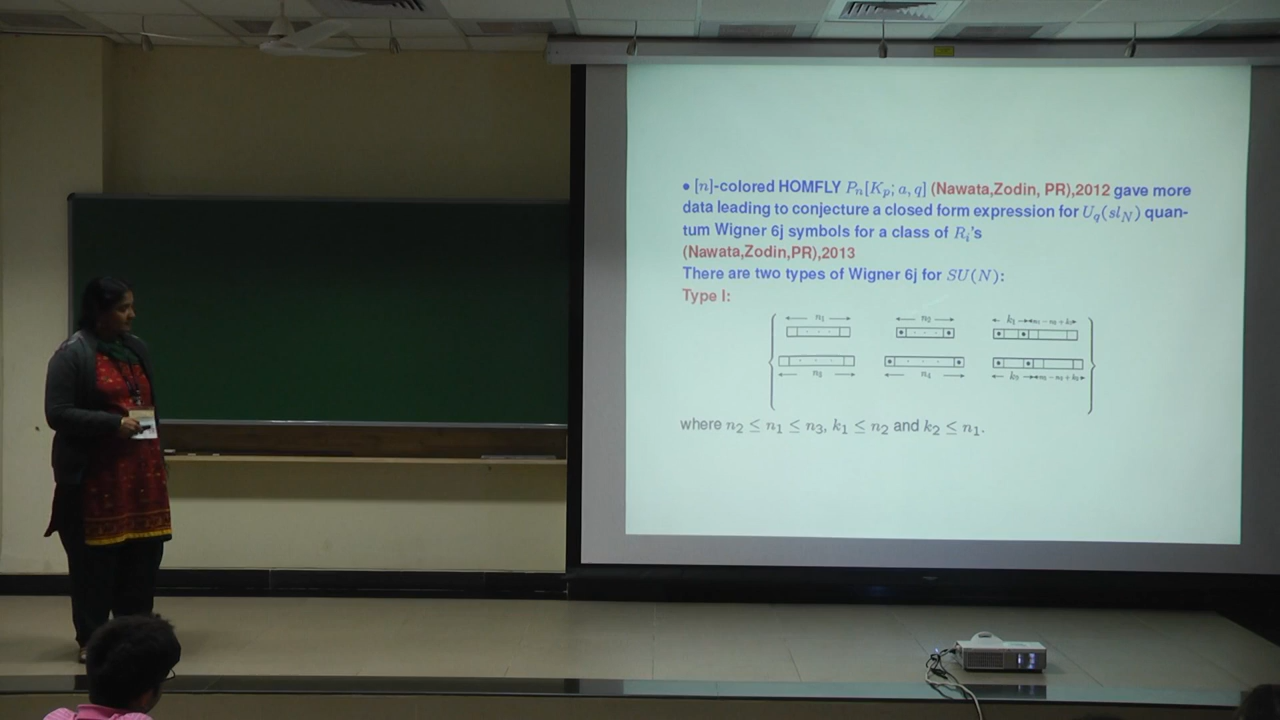 • [n]-colored HOMFLY P_n[K_p; a, q] (Nawata,Zodin, PR),2012 gave more
data leading to conjecture a closed form expression for U_q(sl_N) quan-
tum Wigner 6j symbols for a class of R_i's
(Nawata,Zodin,PR),2013
There are two types of Wigner 6j for SU(N):
Type I:
n_1 n_2 k_1
n_3 n_4 k_2
where n_2 ≤ n_1 ≤ n_3, k_1 ≤ n_2 and k_2 ≤ n_1.